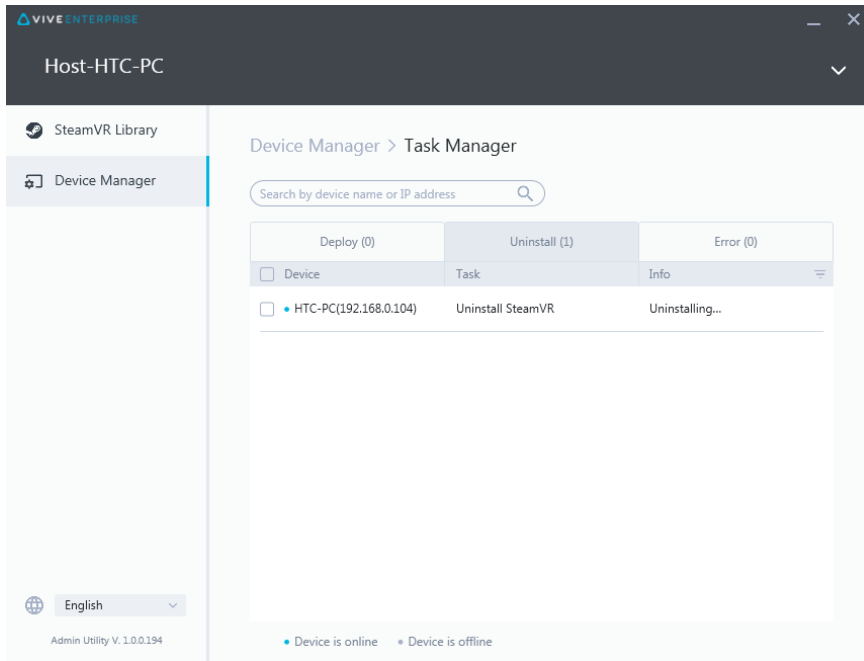 VIVE ENTERPRISE
Host-HTC-PC
SteamVR Library
Device Manager
Device Manager > Task Manager
Search by device name or IP address
Deploy (0) Uninstall (1) Error (0)
Device Task Info
HTC-PC(192.168.0.104) Uninstall SteamVR Uninstalling...
English
Admin Utility V. 1.0.0.194
Device is online Device is offline